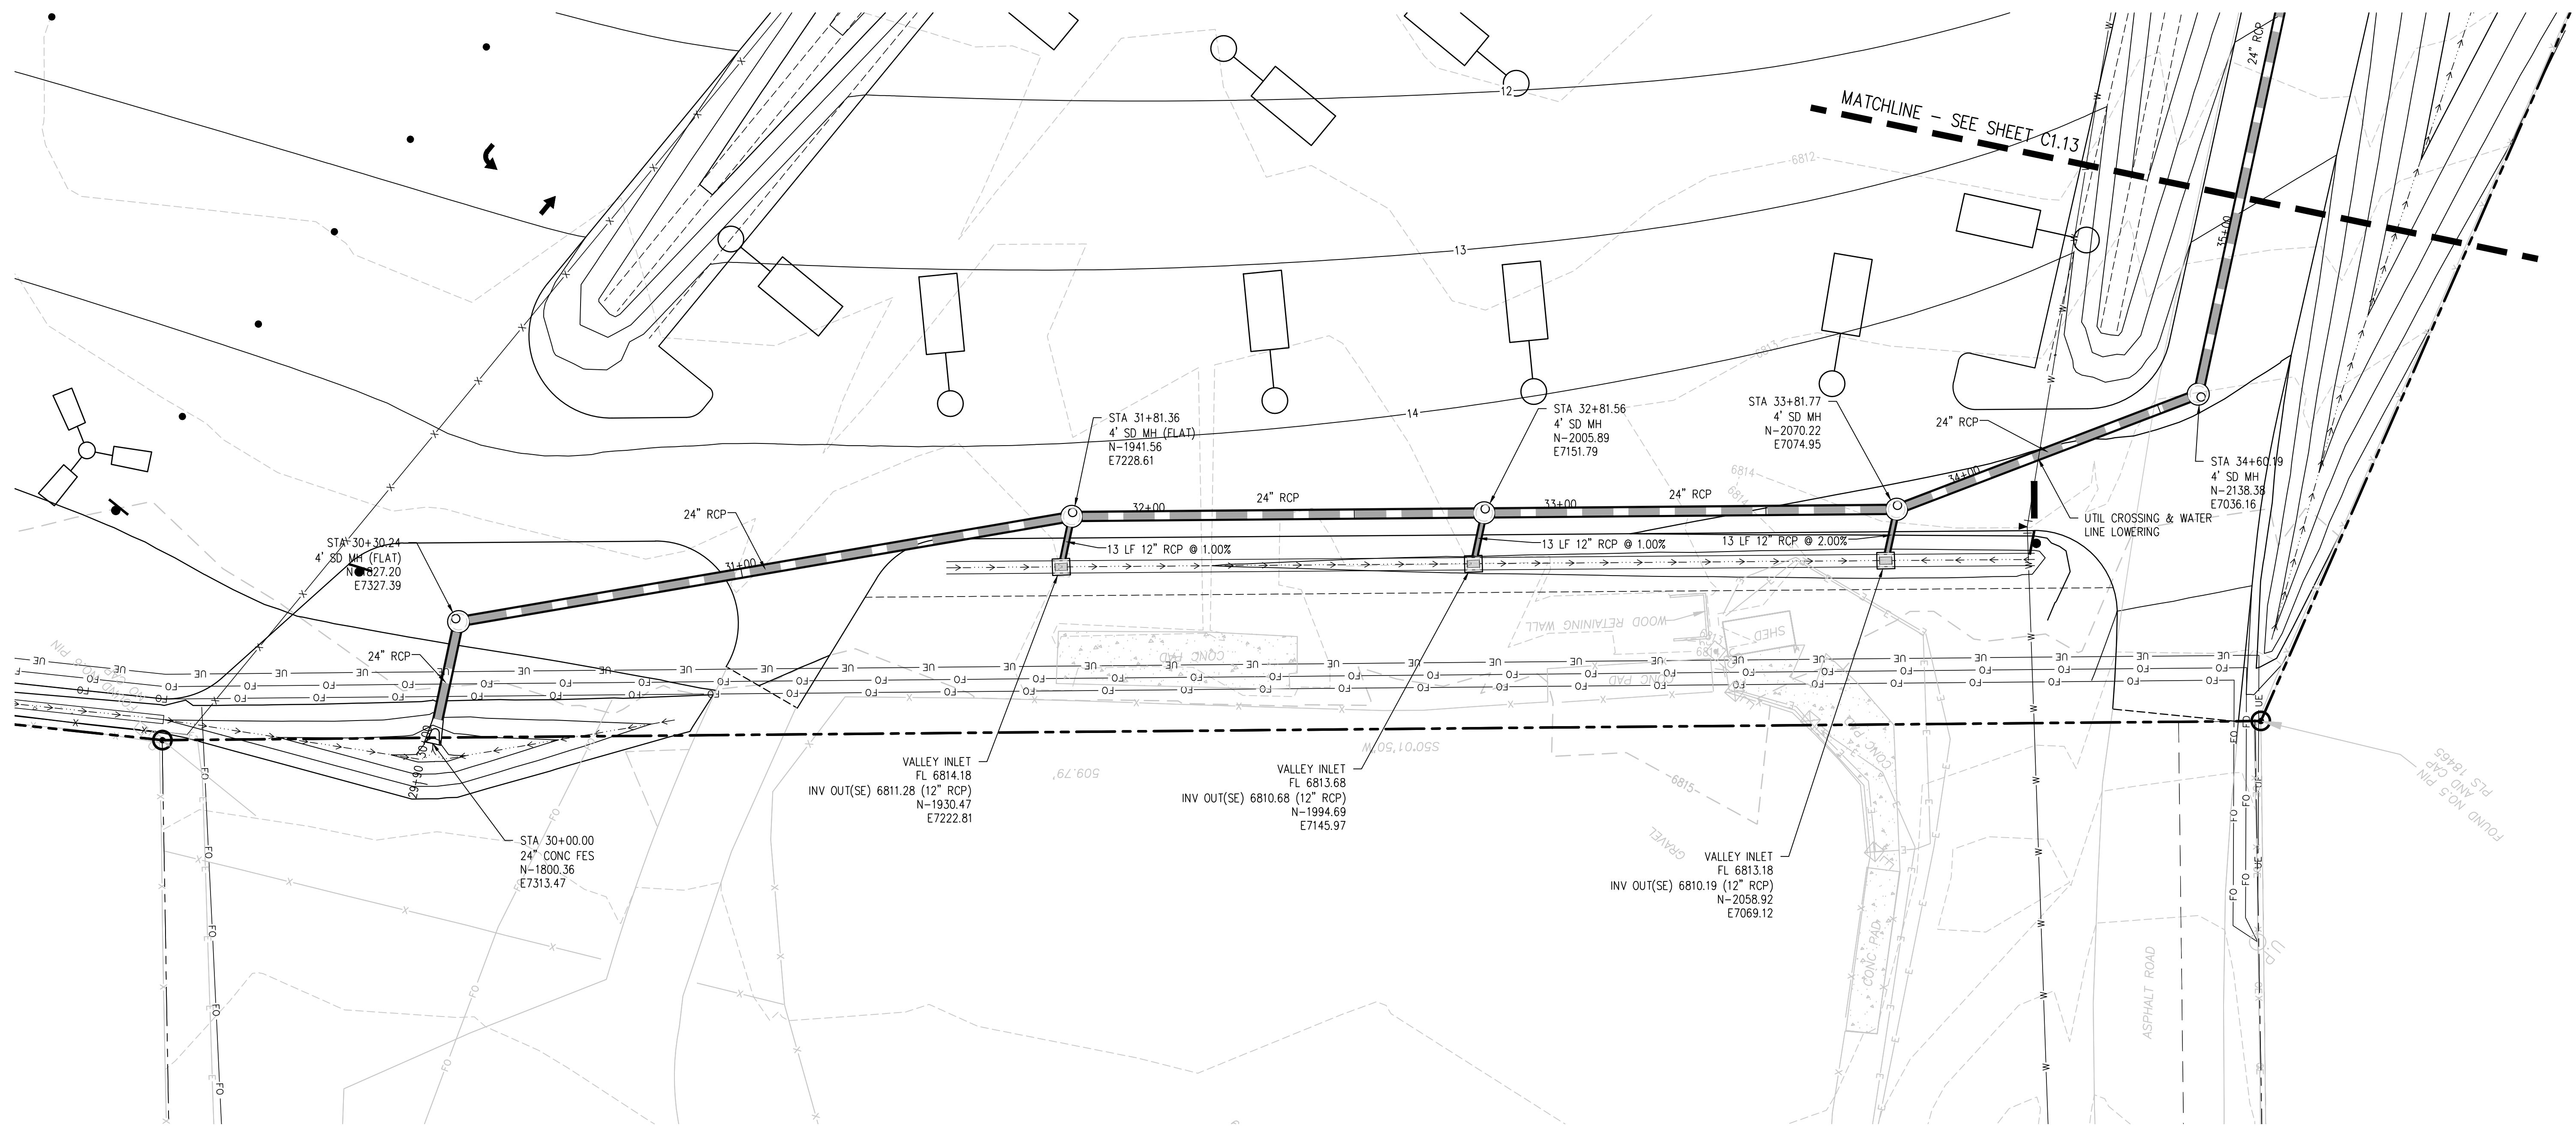 24" RCP
12
MATCHLINE - SEE SHEET C1.13
6812
35+00
13
6813
14
STA 31+81.36
4' SD MH (FLAT)
N-1941.56
E7228.61
STA 32+81.56
4' SD MH
N-2005.89
E7151.79
STA 33+81.77
4' SD MH
N-2070.22
E7074.95
24" RCP
STA 34+60.19
4' SD MH
N-2138.38
E7036.16
6814
6814
34+00
24" RCP
32+00
24" RCP
33+00
24" RCP
UTIL CROSSING & WATER
LINE LOWERING
STA 30+30.24
4' SD MH (FLAT)
N-1827.20
E7327.39
31+00
13 LF 12" RCP @ 1.00%
13 LF 12" RCP @ 1.00%
13 LF 12" RCP @ 2.00%
WOOD RETAINING WALL
SHED
24" RCP
CONC PAD
CONC PAD
CONC PAD
S50°01'50"W
509.79'
30+00
29+90
FOUND NO.5 PIN
AND CAP
PLS 18465
VALLEY INLET
FL 6814.18
INV OUT(SE) 6811.28 (12" RCP)
N-1930.47
E7222.81
VALLEY INLET
FL 6813.68
INV OUT(SE) 6810.68 (12" RCP)
N-1994.69
E7145.97
6815
GRAVEL
STA 30+00.00
24" CONC FES
N-1800.36
E7313.47
VALLEY INLET
FL 6813.18
INV OUT(SE) 6810.19 (12" RCP)
N-2058.92
E7069.12
CONC PAD
ASPHALT ROAD
U.P.